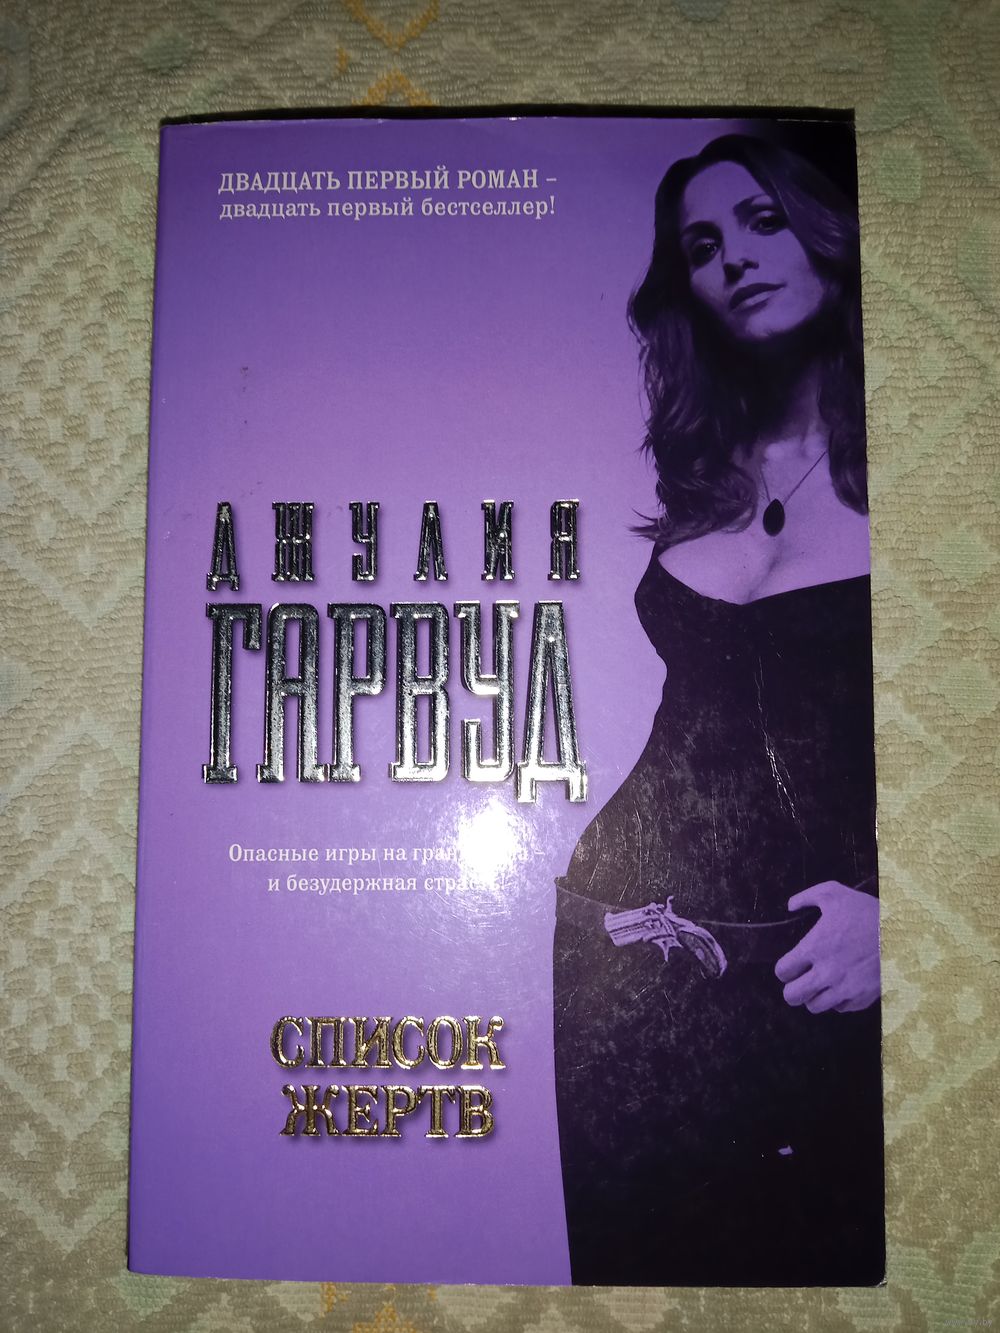 ДВАДЦАТЬ ПЕРВЫЙ РОМАН –
двадцать первый бестселлер!
ДЖУЛИЯ
ГАРВУД
Опасные игры на –
и безудержная
СПИСОК
ЖЕРТВ